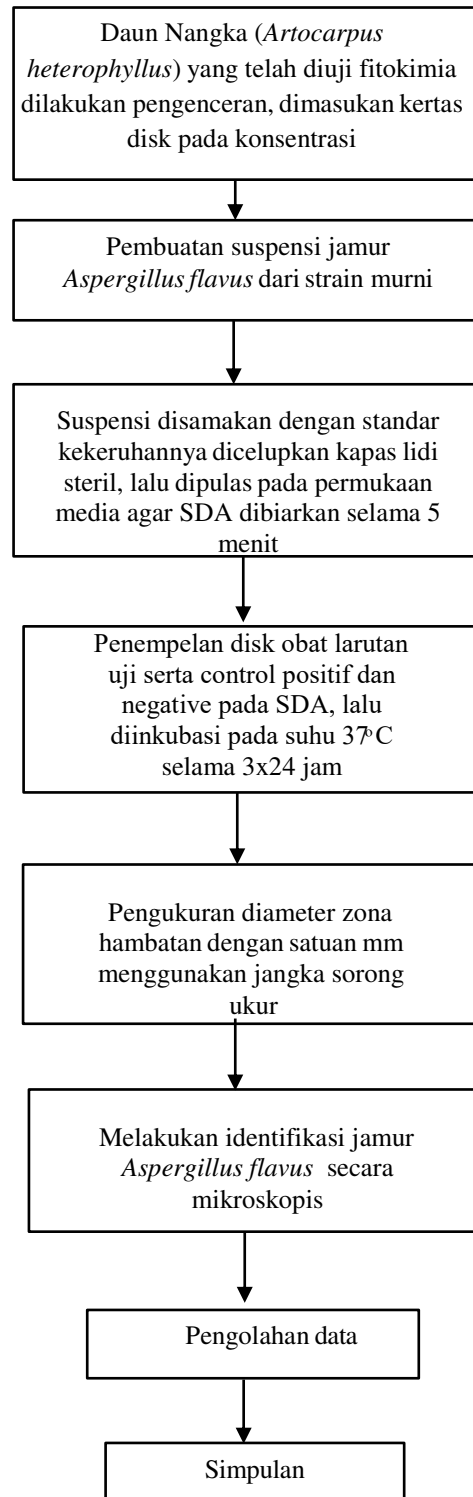 Daun Nangka (Artocarpus
heterophyllus) yang telah diuji fitokimia
dilakukan pengenceran, dimasukan kertas
disk pada konsentrasi
Pembuatan suspensi jamur
Aspergillus flavus dari strain murni
Suspensi disamakan dengan standar
kekeruhannya dicelupkan kapas lidi
steril, lalu dipulas pada permukaan
media agar SDA dibiarkan selama 5
menit
Penempelan disk obat larutan
uji serta control positif dan
negative pada SDA, lalu
diinkubasi pada suhu 37°C
selama 3x24 jam
Pengukuran diameter zona
hambatan dengan satuan mm
menggunakan jangka sorong
ukur
Melakukan identifikasi jamur
Aspergillus flavus secara
mikroskopis
Pengolahan data
Simpulan